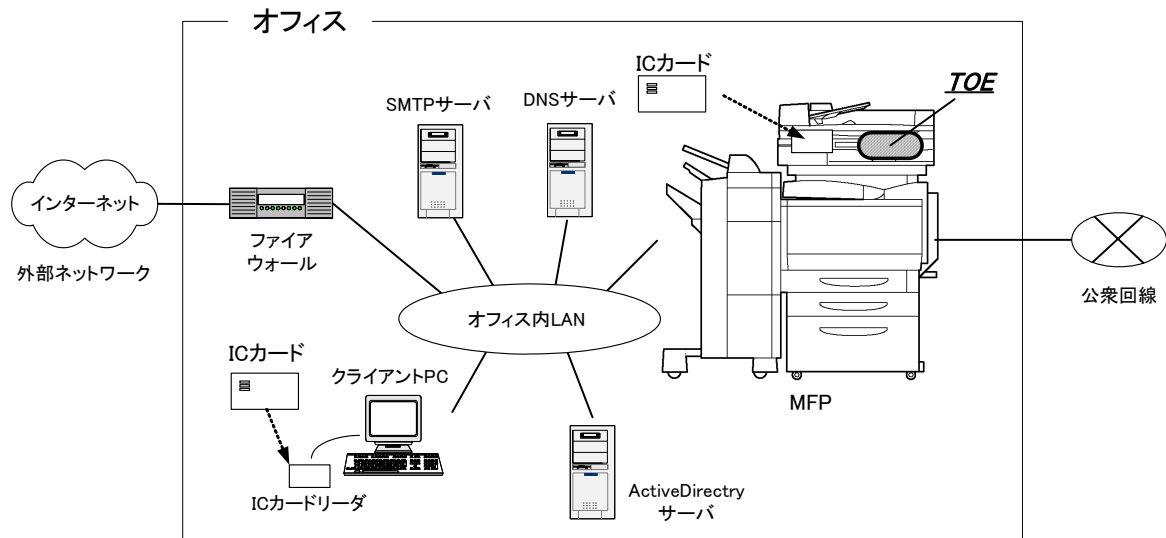 オフィス
ICカード
TOE
SMTPサーバ
DNSサーバ
インターネット
外部ネットワーク
ファイア
ウォール
オフィス内LAN
MFP
公衆回線
ICカード
クライアントPC
ICカードリーダ
ActiveDirectry
サーバ